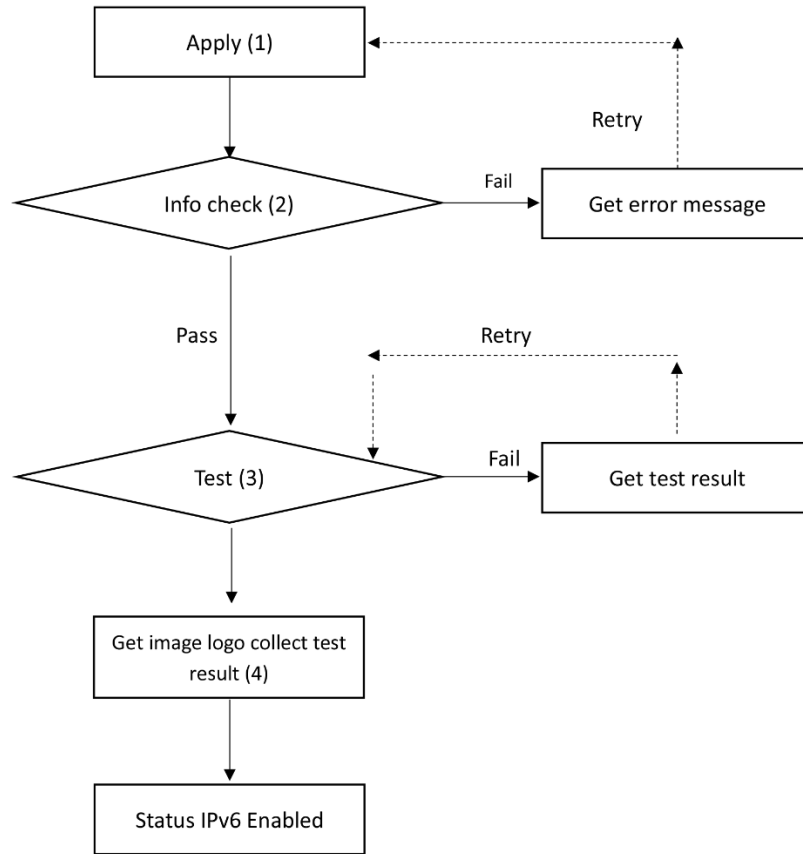 Apply (1)
Retry
Info check (2)
Fail
Get error message
Pass
Retry
Test (3)
Fail
Get test result
Get image logo collect test
result (4)
Status IPv6 Enabled